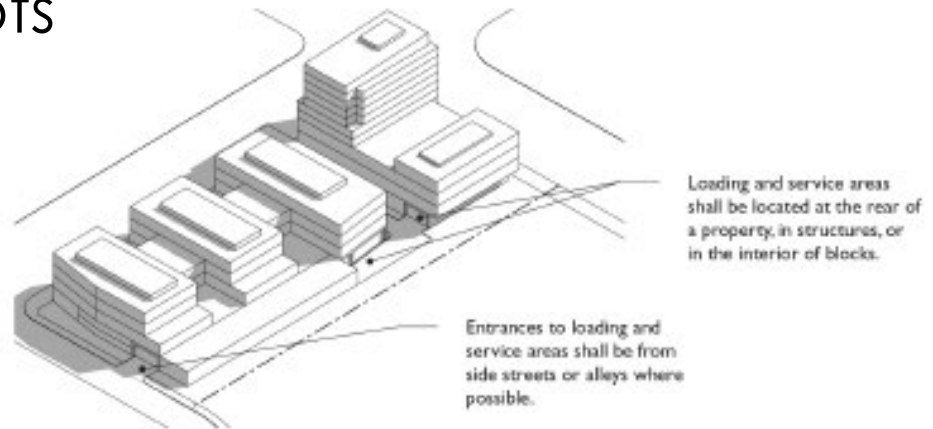 OTS
Loading and service areas
shall be located at the rear of
a property, in structures, or
in the interior of blocks.
Entrances to loading and
service areas shall be from
side streets or alleys where
possible.